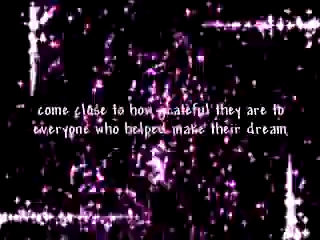 come close to how grateful they are to
everyone who helped make their dream